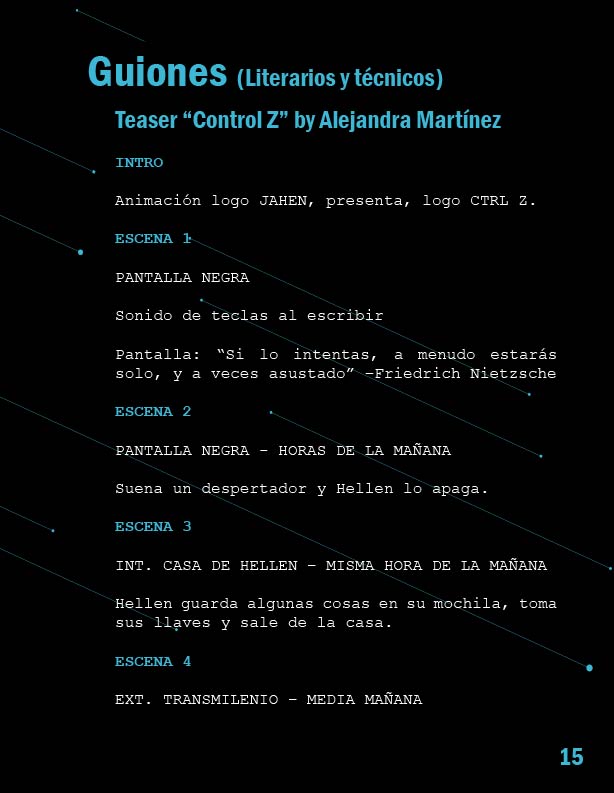 Guiones (Literarios y técnicos)
Teaser “Control Z” by Alejandra Martínez
INTRO
Animación logo JAHEN, presenta, logo CTRL Z.
ESCENA 1
PANTALLA NEGRA
Sonido de teclas al escribir
Pantalla: “Si lo intentas, a menudo estarás
solo, y a veces asustado” –Friedrich Nietzsche
ESCENA 2
PANTALLA NEGRA - HORAS DE LA MAÑANA
Suena un despertador y Hellen lo apaga.
ESCENA 3
INT. CASA DE HELLEN – MISMA HORA DE LA MAÑANA
Hellen guarda algunas cosas en su mochila, toma
sus llaves y sale de la casa.
ESCENA 4
EXT. TRANSMILENIO – MEDIA MAÑANA
15